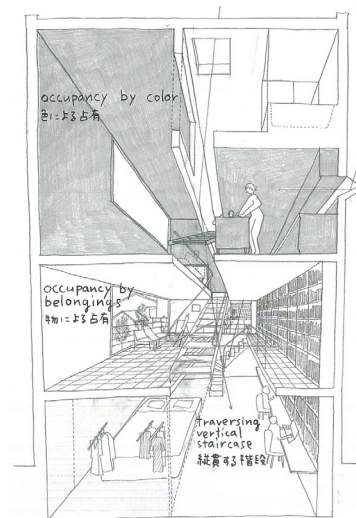 occupancy by color
色による占有
occupancy by
belongings
物による占有
traversing
vertical
staircase
縦貫する階段